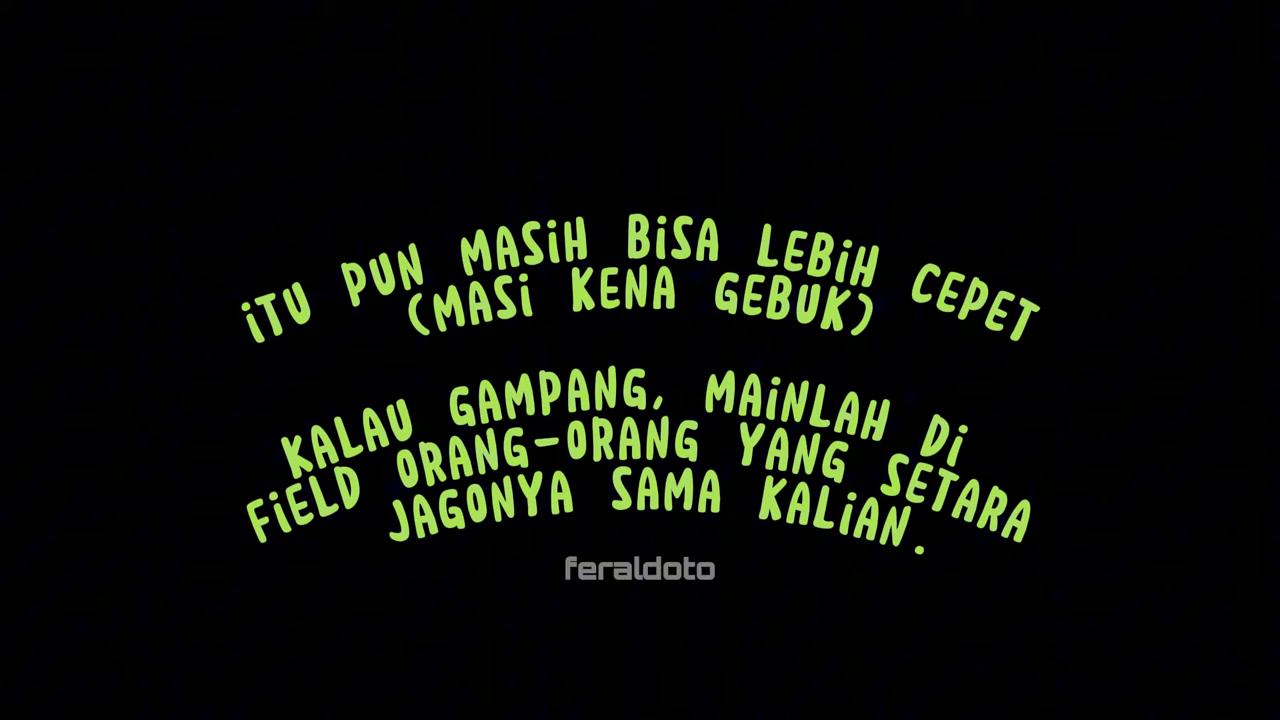 iTU PUN MASiH BiSA LEBiH CEPET
(MASi KENA GEBUK)
KALAU GAMPANG, MAiNLAH Di
FiELD ORANG-ORANG YANG SETARA
JAGONYA SAMA KALiAN.
feraldoto